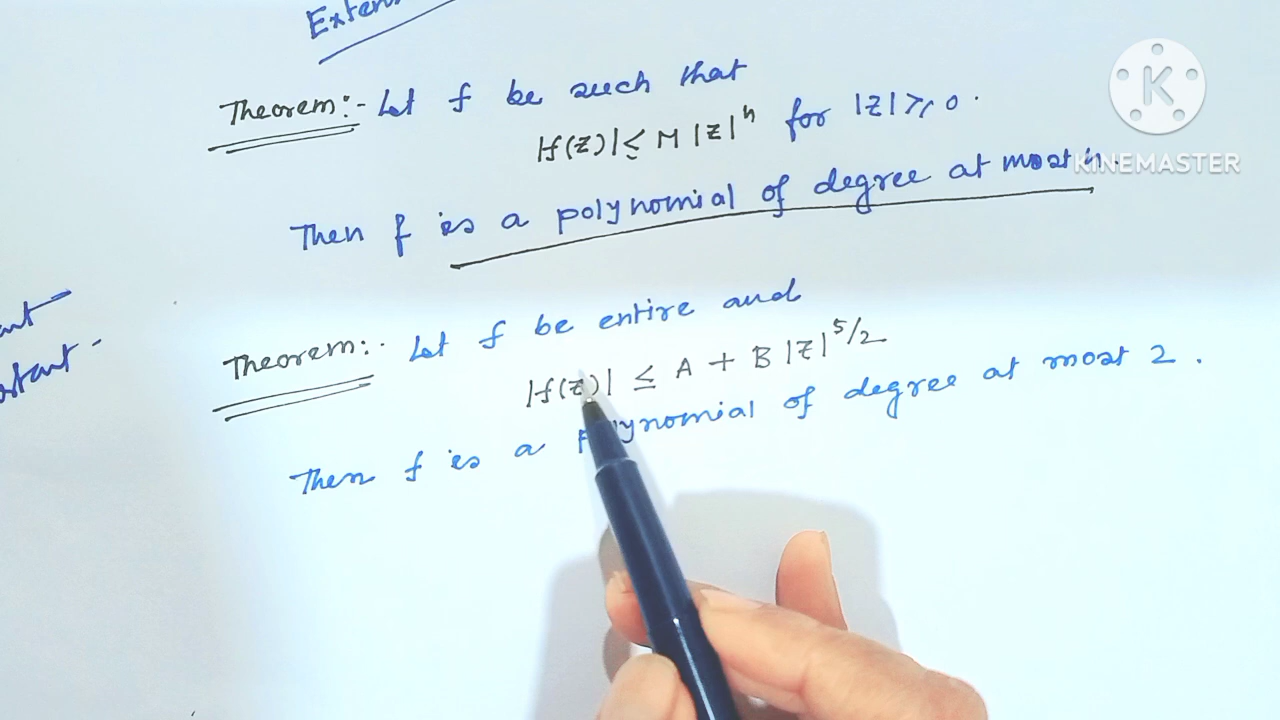 Theorem:- Let f be such that
|f(z)| ≤ M |z|ⁿ for |z| ≥ 0.
KINEMASTER
Then f is a polynomial of degree at most n.
Theorem:- Let f be entire and
|f(z)| ≤ A + B |z|^5/2
Then f is a polynomial of degree at most 2.